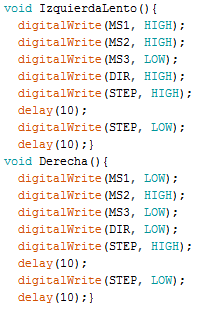 void IzquierdaLento(){
digitalWrite(MS1, HIGH);
digitalWrite(MS2, HIGH);
digitalWrite(MS3, LOW);
digitalWrite(DIR, HIGH);
digitalWrite(STEP, HIGH);
delay(10);
digitalWrite(STEP, LOW);
delay(10);}
void Derecha(){
digitalWrite(MS1, LOW);
digitalWrite(MS2, HIGH);
digitalWrite(MS3, LOW);
digitalWrite(DIR, LOW);
digitalWrite(STEP, HIGH);
delay(10);
digitalWrite(STEP, LOW);
delay(10);}